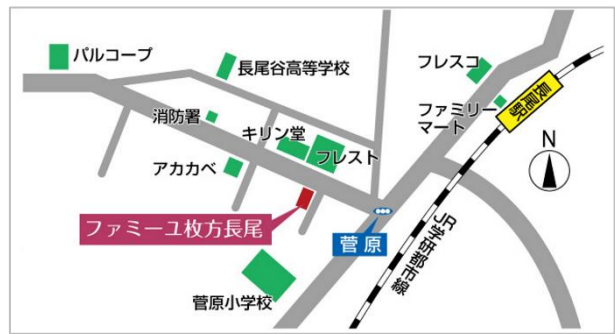 パルコープ
長尾谷高等学校
フレスコ
長尾駅
ファミリー
マート
消防署
キリン堂
フレスト
アカカベ
N
ファミーユ枚方長尾
菅原
JR学研都市線
菅原小学校